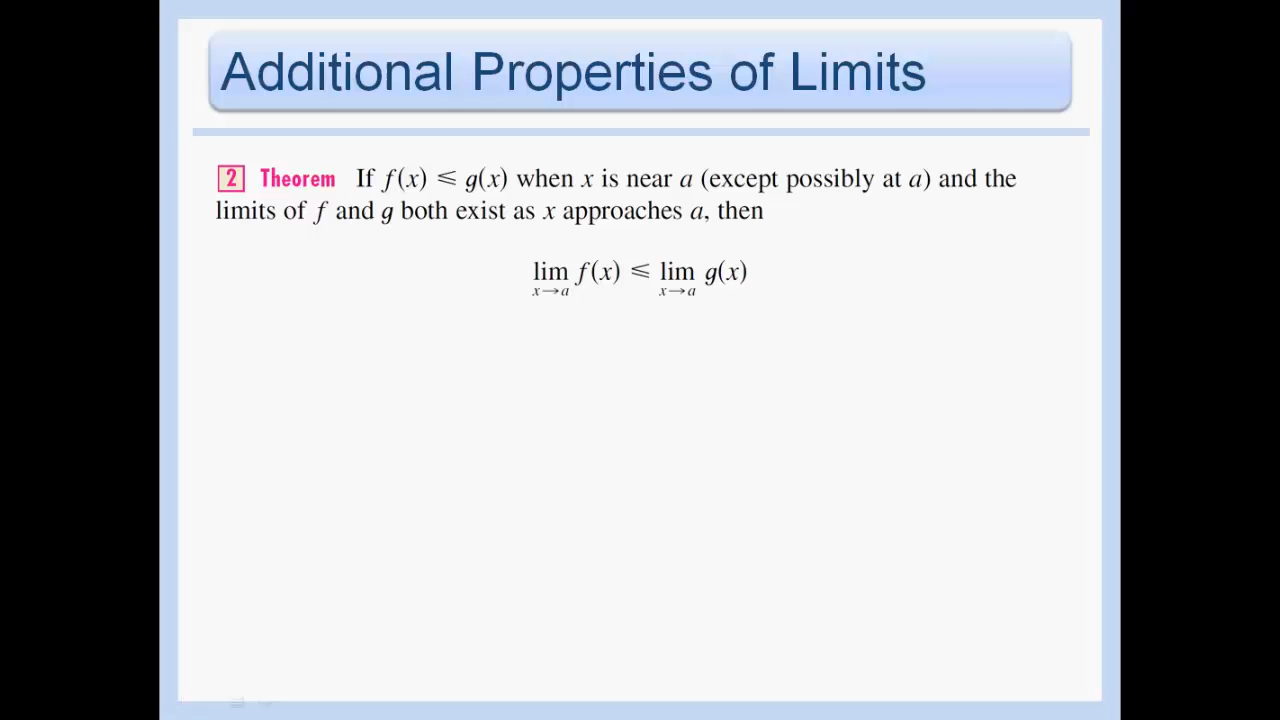 Additional Properties of Limits
2 Theorem If f(x) ≤ g(x) when x is near a (except possibly at a) and the
limits of f and g both exist as x approaches a, then
lim f(x) ≤ lim g(x)
x→a x→a